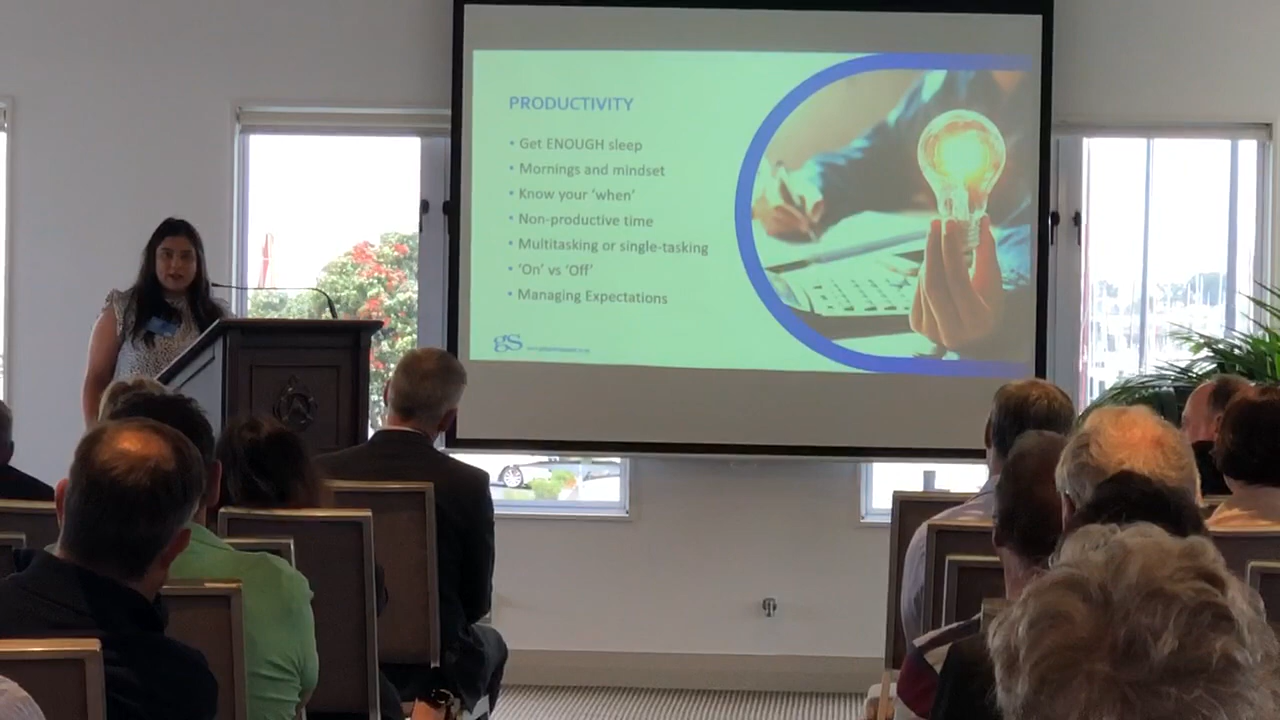 PRODUCTIVITY
• Get ENOUGH sleep
• Mornings and mindset
• Know your ‘when’
• Non-productive time
• Multitasking or single-tasking
• ‘On’ vs ‘Off’
• Managing Expectations
gS